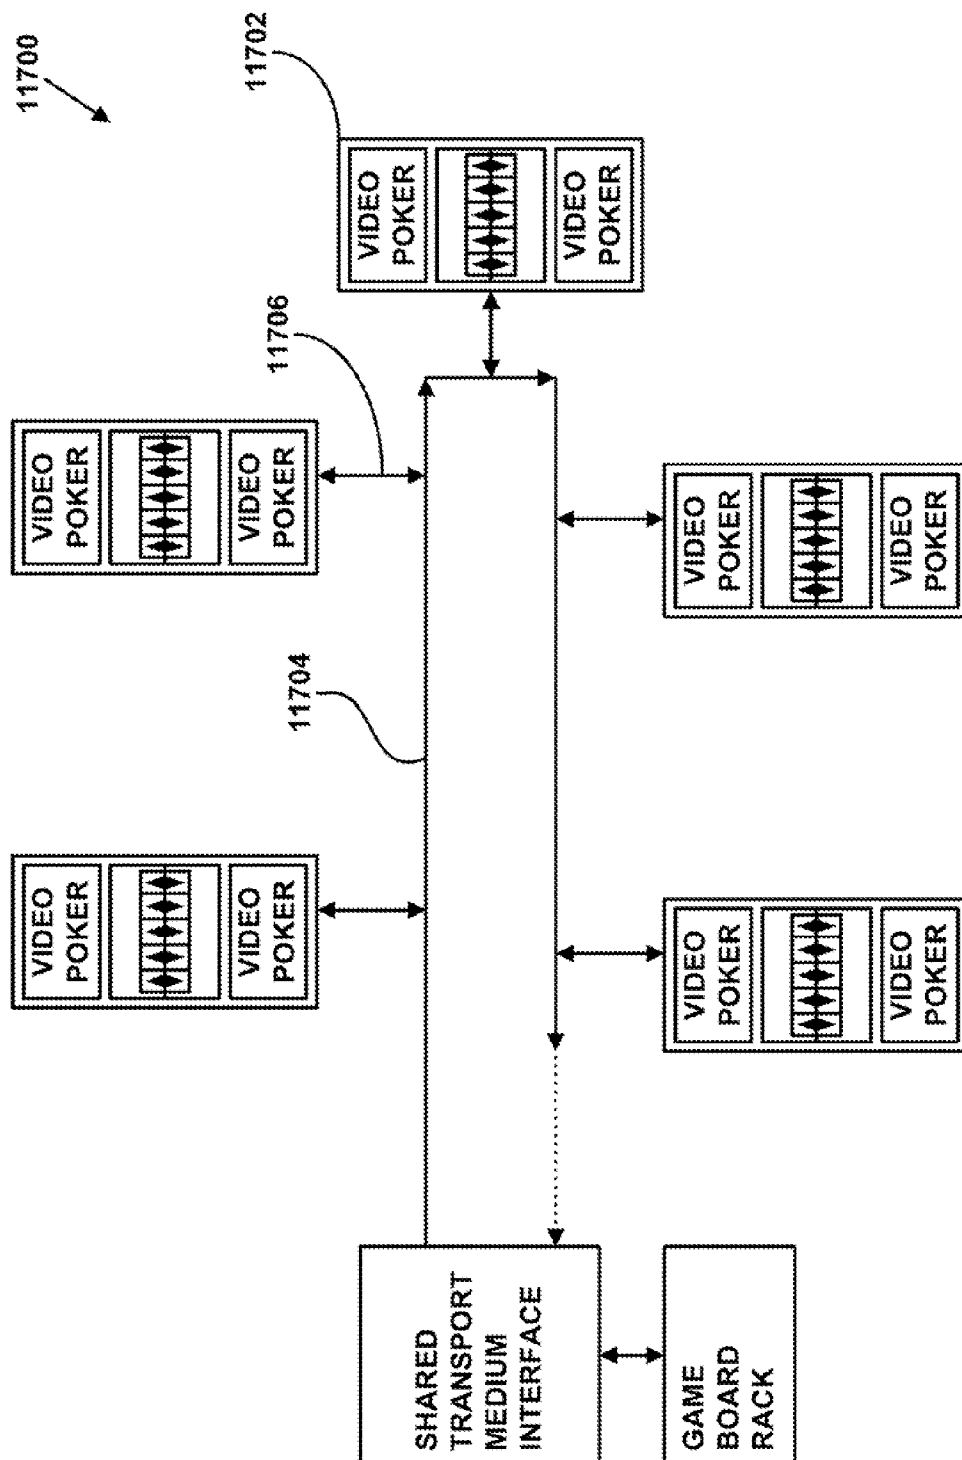 11700
11702
VIDEO
POKER
VIDEO
POKER
11706
VIDEO
POKER
VIDEO
POKER
11704
VIDEO
POKER
VIDEO
POKER
VIDEO
POKER
VIDEO
POKER
VIDEO
POKER
VIDEO
POKER
SHARED
TRANSPORT
MEDIUM
INTERFACE
GAME
BOARD
RACK